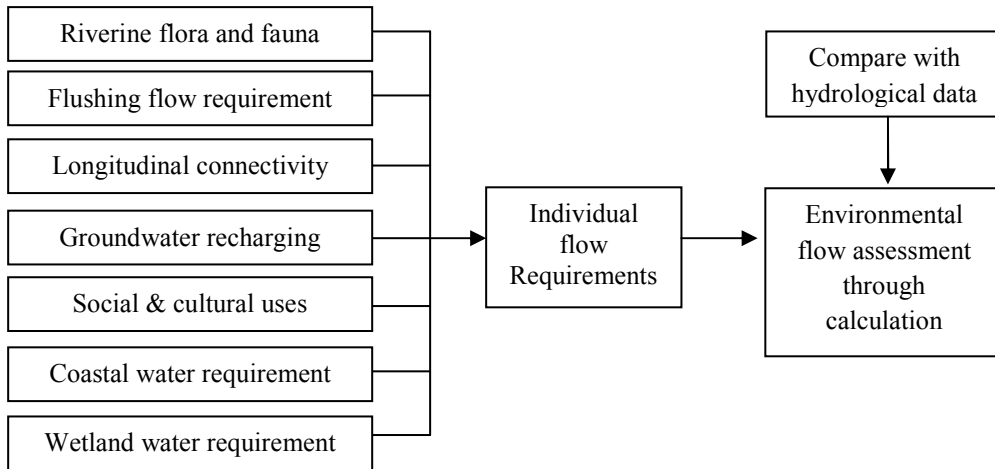 Riverine flora and fauna
Flushing flow requirement
Longitudinal connectivity
Groundwater recharging
Social & cultural uses
Coastal water requirement
Wetland water requirement
Individual
flow
Requirements
Compare with
hydrological data
Environmental
flow assessment
through
calculation